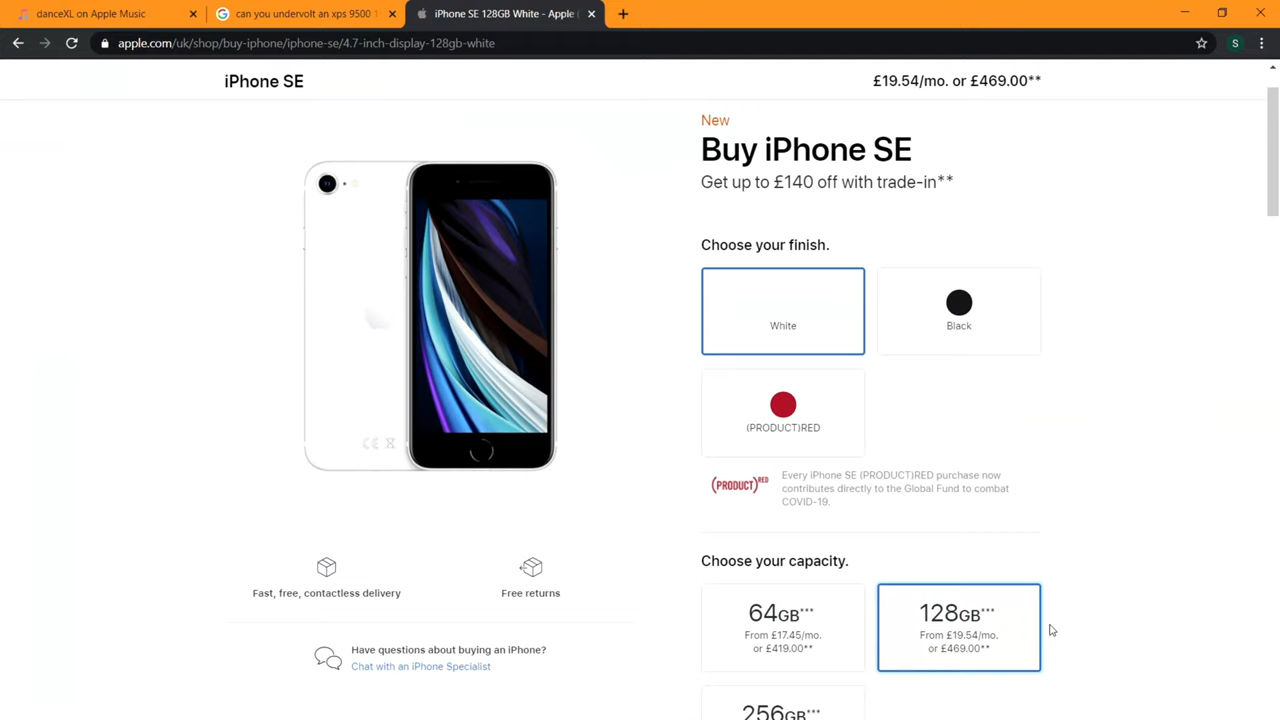 danceXL on Apple Music
can you undervolt an xps 9500 1
iPhone SE 128GB White - Apple (
apple.com/uk/shop/buy-iphone/iphone-se/4.7-inch-display-128gb-white
S
iPhone SE
£19.54/mo. or £469.00**
New
Buy iPhone SE
Get up to £140 off with trade-in**
Choose your finish.
White
Black
(PRODUCT)RED
(PRODUCT)RED
Every iPhone SE (PRODUCT)RED purchase now
contributes directly to the Global Fund to combat
COVID-19.
Fast, free, contactless delivery
Free returns
Have questions about buying an iPhone?
Chat with an iPhone Specialist
Choose your capacity.
64GB***
From £17.45/mo.
or £419.00**
128GB***
From £19.54/mo.
or £469.00**
256GB***